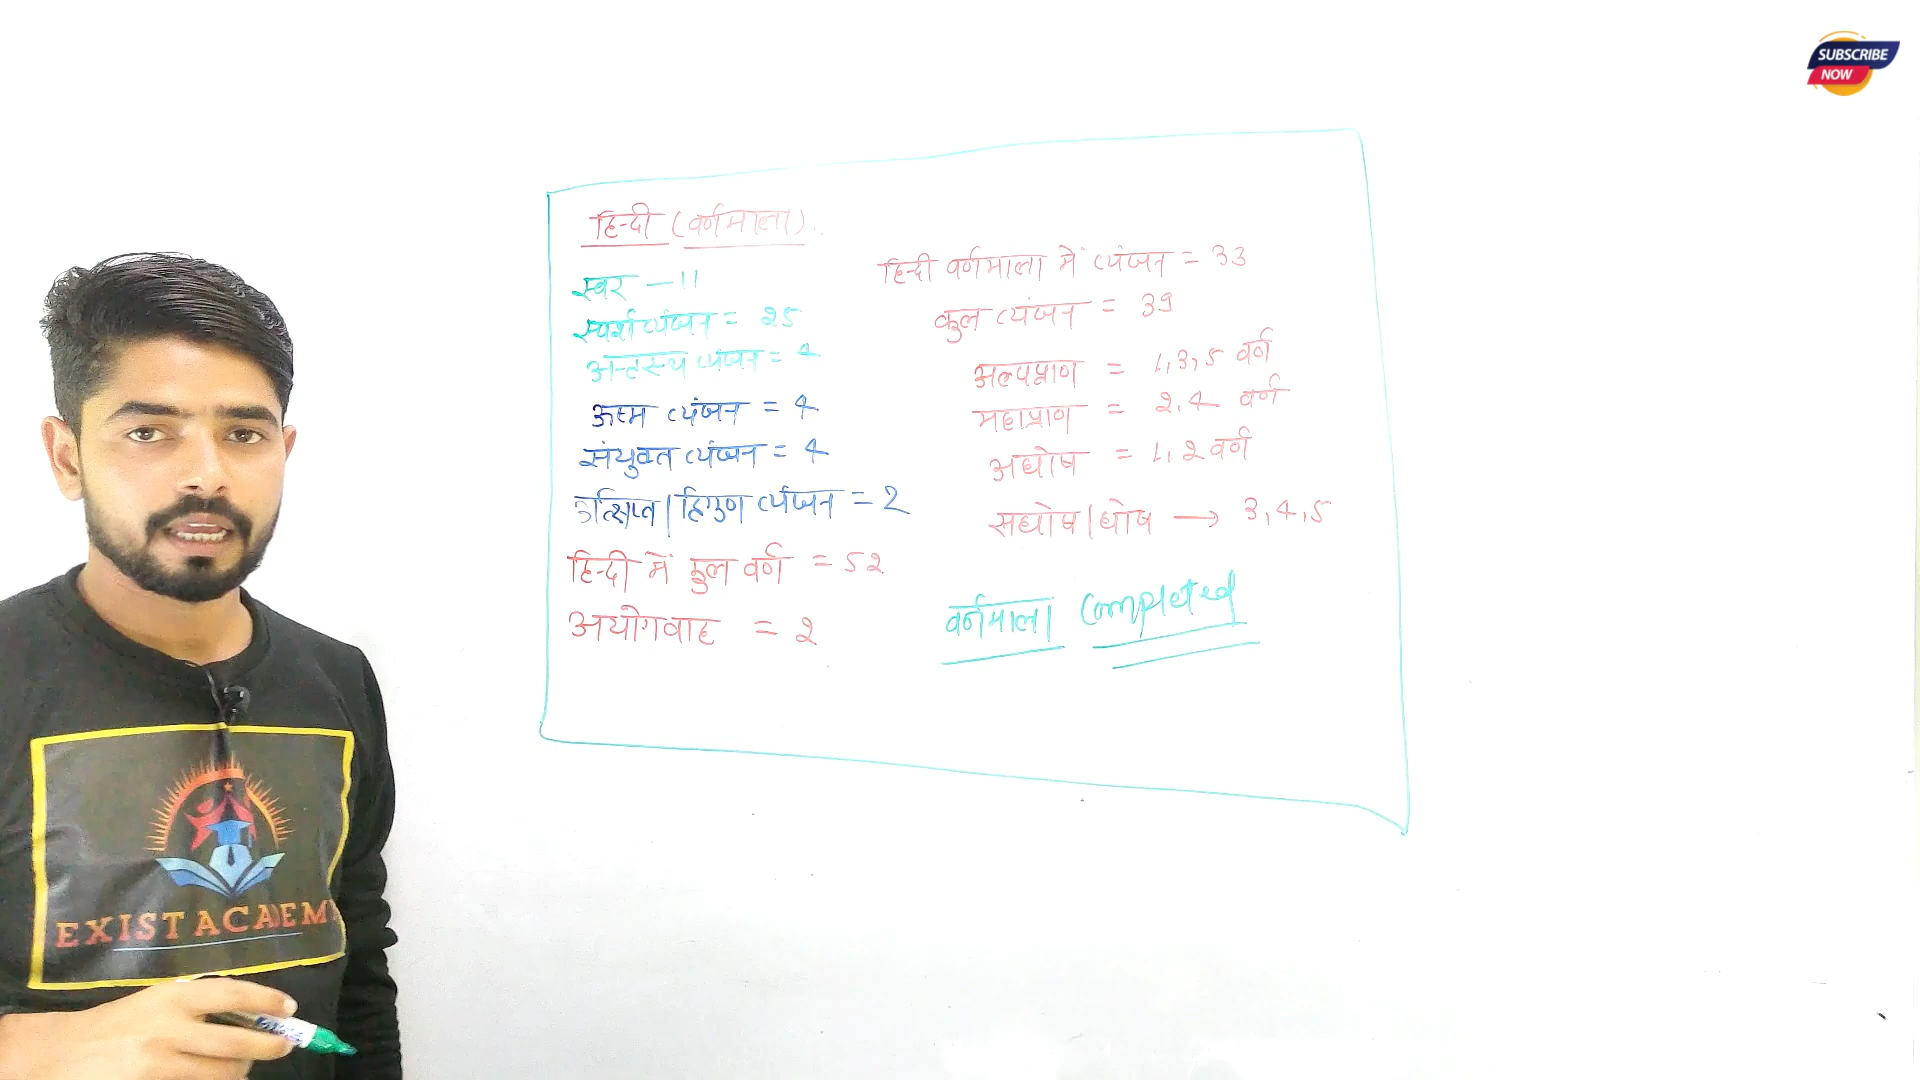 हिन्दी (वर्णमाला)
स्वर — 11
स्पर्श व्यंजन = 25
अन्तस्थ व्यंजन = 4
ऊष्म व्यंजन = 4
संयुक्त व्यंजन = 4
उत्क्षिप्त / द्विगुण व्यंजन = 2
हिन्दी में कुल वर्ण = 52
अयोगवाह = 2
हिन्दी वर्णमाला में व्यंजन = 33
कुल व्यंजन = 39
अल्पप्राण = 1,3,5 वर्ण
महाप्राण = 2,4 वर्ण
अघोष = 1,2 वर्ण
सघोष / घोष → 3,4,5
वर्णमाला Completed
SUBSCRIBE
NOW
EXIST ACADEMY